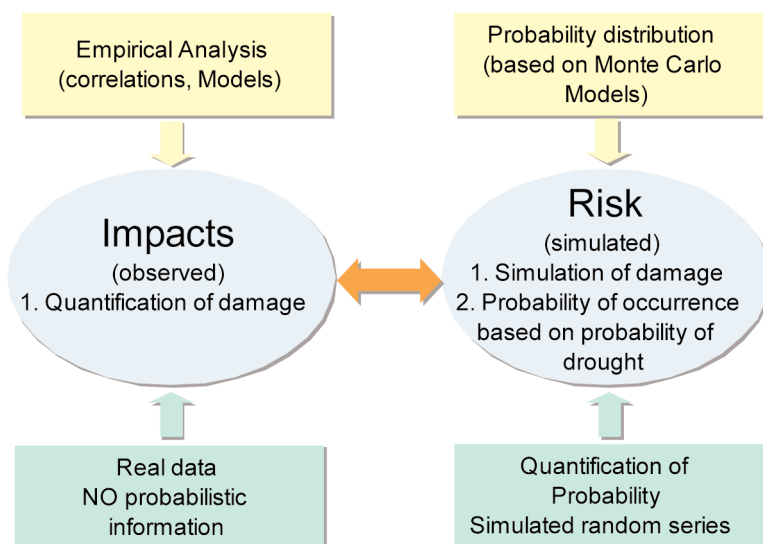 Empirical Analysis
(correlations, Models)
Probability distribution
(based on Monte Carlo
Models)
Impacts
(observed)
1. Quantification of damage
Risk
(simulated)
1. Simulation of damage
2. Probability of occurrence
based on probability of
drought
Real data
NO probabilistic
information
Quantification of
Probability
Simulated random series